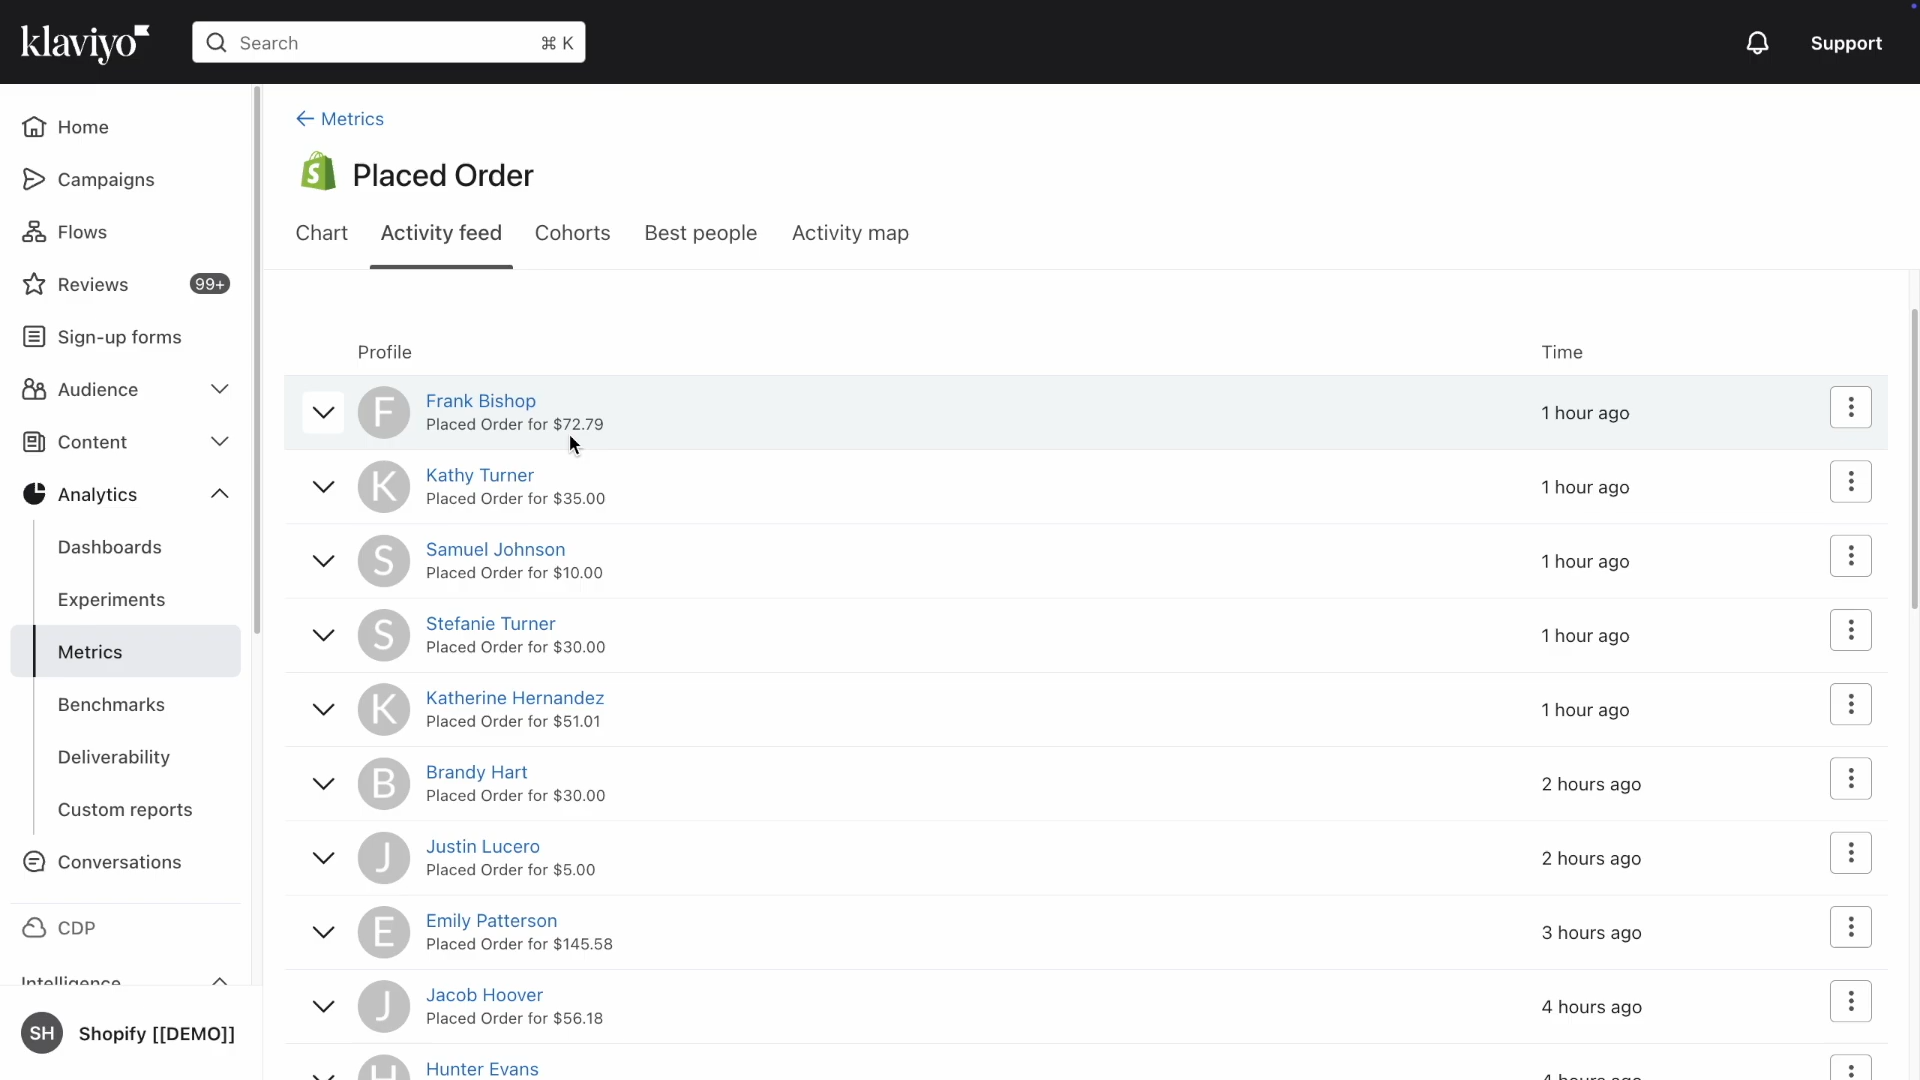 klaviyo
Search ⌘ K
Support
Home
Campaigns
Flows
Reviews 99+
Sign-up forms
Audience
Content
Analytics
Dashboards
Experiments
Metrics
Benchmarks
Deliverability
Custom reports
Conversations
CDP
Intelligence
SH Shopify [[DEMO]]
← Metrics
S Placed Order
Chart Activity feed Cohorts Best people Activity map
Profile Time
F Frank Bishop
Placed Order for $72.79
1 hour ago
K Kathy Turner
Placed Order for $35.00
1 hour ago
S Samuel Johnson
Placed Order for $10.00
1 hour ago
S Stefanie Turner
Placed Order for $30.00
1 hour ago
K Katherine Hernandez
Placed Order for $51.01
1 hour ago
B Brandy Hart
Placed Order for $30.00
2 hours ago
J Justin Lucero
Placed Order for $5.00
2 hours ago
E Emily Patterson
Placed Order for $145.58
3 hours ago
J Jacob Hoover
Placed Order for $56.18
4 hours ago
H Hunter Evans
4 hours ago